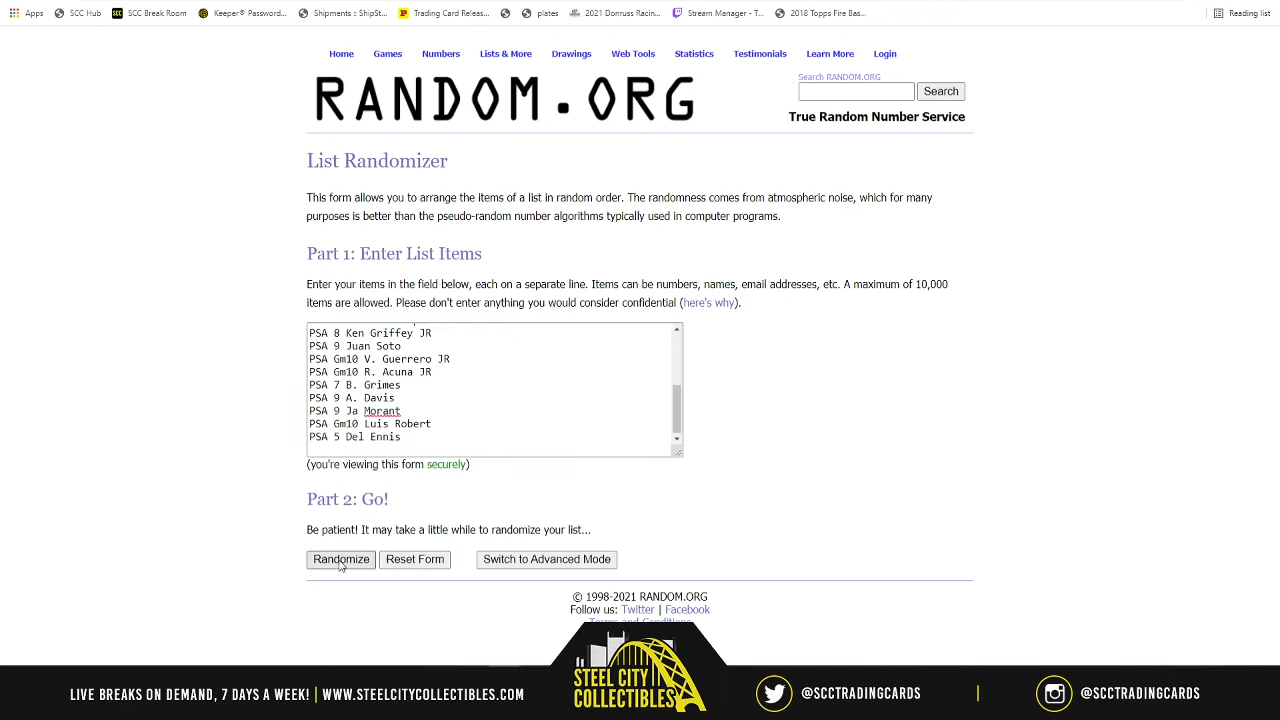 Apps SCC Hub SCC Break Room Keeper® Password... Shipments :: ShipSt... Trading Card Releas... plates 2021 Donruss Racin... Stream Manager - T... 2018 Topps Fire Bas... Reading list
Home Games Numbers Lists & More Drawings Web Tools Statistics Testimonials Learn More Login
RANDOM.ORG
Search RANDOM.ORG
Search
True Random Number Service
List Randomizer
This form allows you to arrange the items of a list in random order. The randomness comes from atmospheric noise, which for many
purposes is better than the pseudo-random number algorithms typically used in computer programs.
Part 1: Enter List Items
Enter your items in the field below, each on a separate line. Items can be numbers, names, email addresses, etc. A maximum of 10,000
items are allowed. Please don't enter anything you would consider confidential (here's why).
PSA 8 Ken Griffey JR
PSA 9 Juan Soto
PSA Gm10 V. Guerrero JR
PSA Gm10 R. Acuna JR
PSA 7 B. Grimes
PSA 9 A. Davis
PSA 9 Ja Morant
PSA Gm10 Luis Robert
PSA 5 Del Ennis
(you're viewing this form securely)
Part 2: Go!
Be patient! It may take a little while to randomize your list...
Randomize Reset Form Switch to Advanced Mode
© 1998-2021 RANDOM.ORG
Follow us: Twitter | Facebook
Terms and Conditions
STEEL CITY
COLLECTIBLES
LIVE BREAKS ON DEMAND, 7 DAYS A WEEK! | WWW.STEELCITYCOLLECTIBLES.COM
@SCCTRADINGCARDS | @SCCTRADINGCARDS